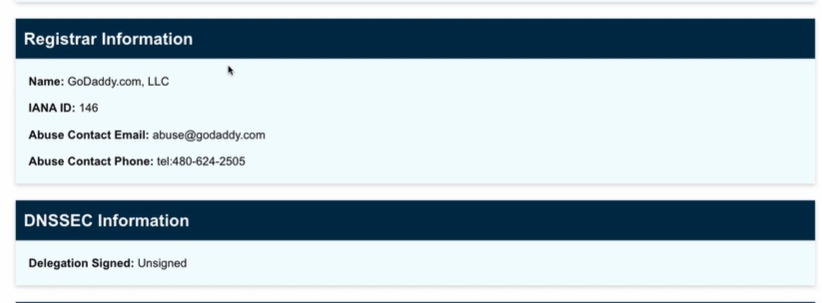 Registrar Information
Name: GoDaddy.com, LLC
IANA ID: 146
Abuse Contact Email: abuse@godaddy.com
Abuse Contact Phone: tel:480-624-2505
DNSSEC Information
Delegation Signed: Unsigned